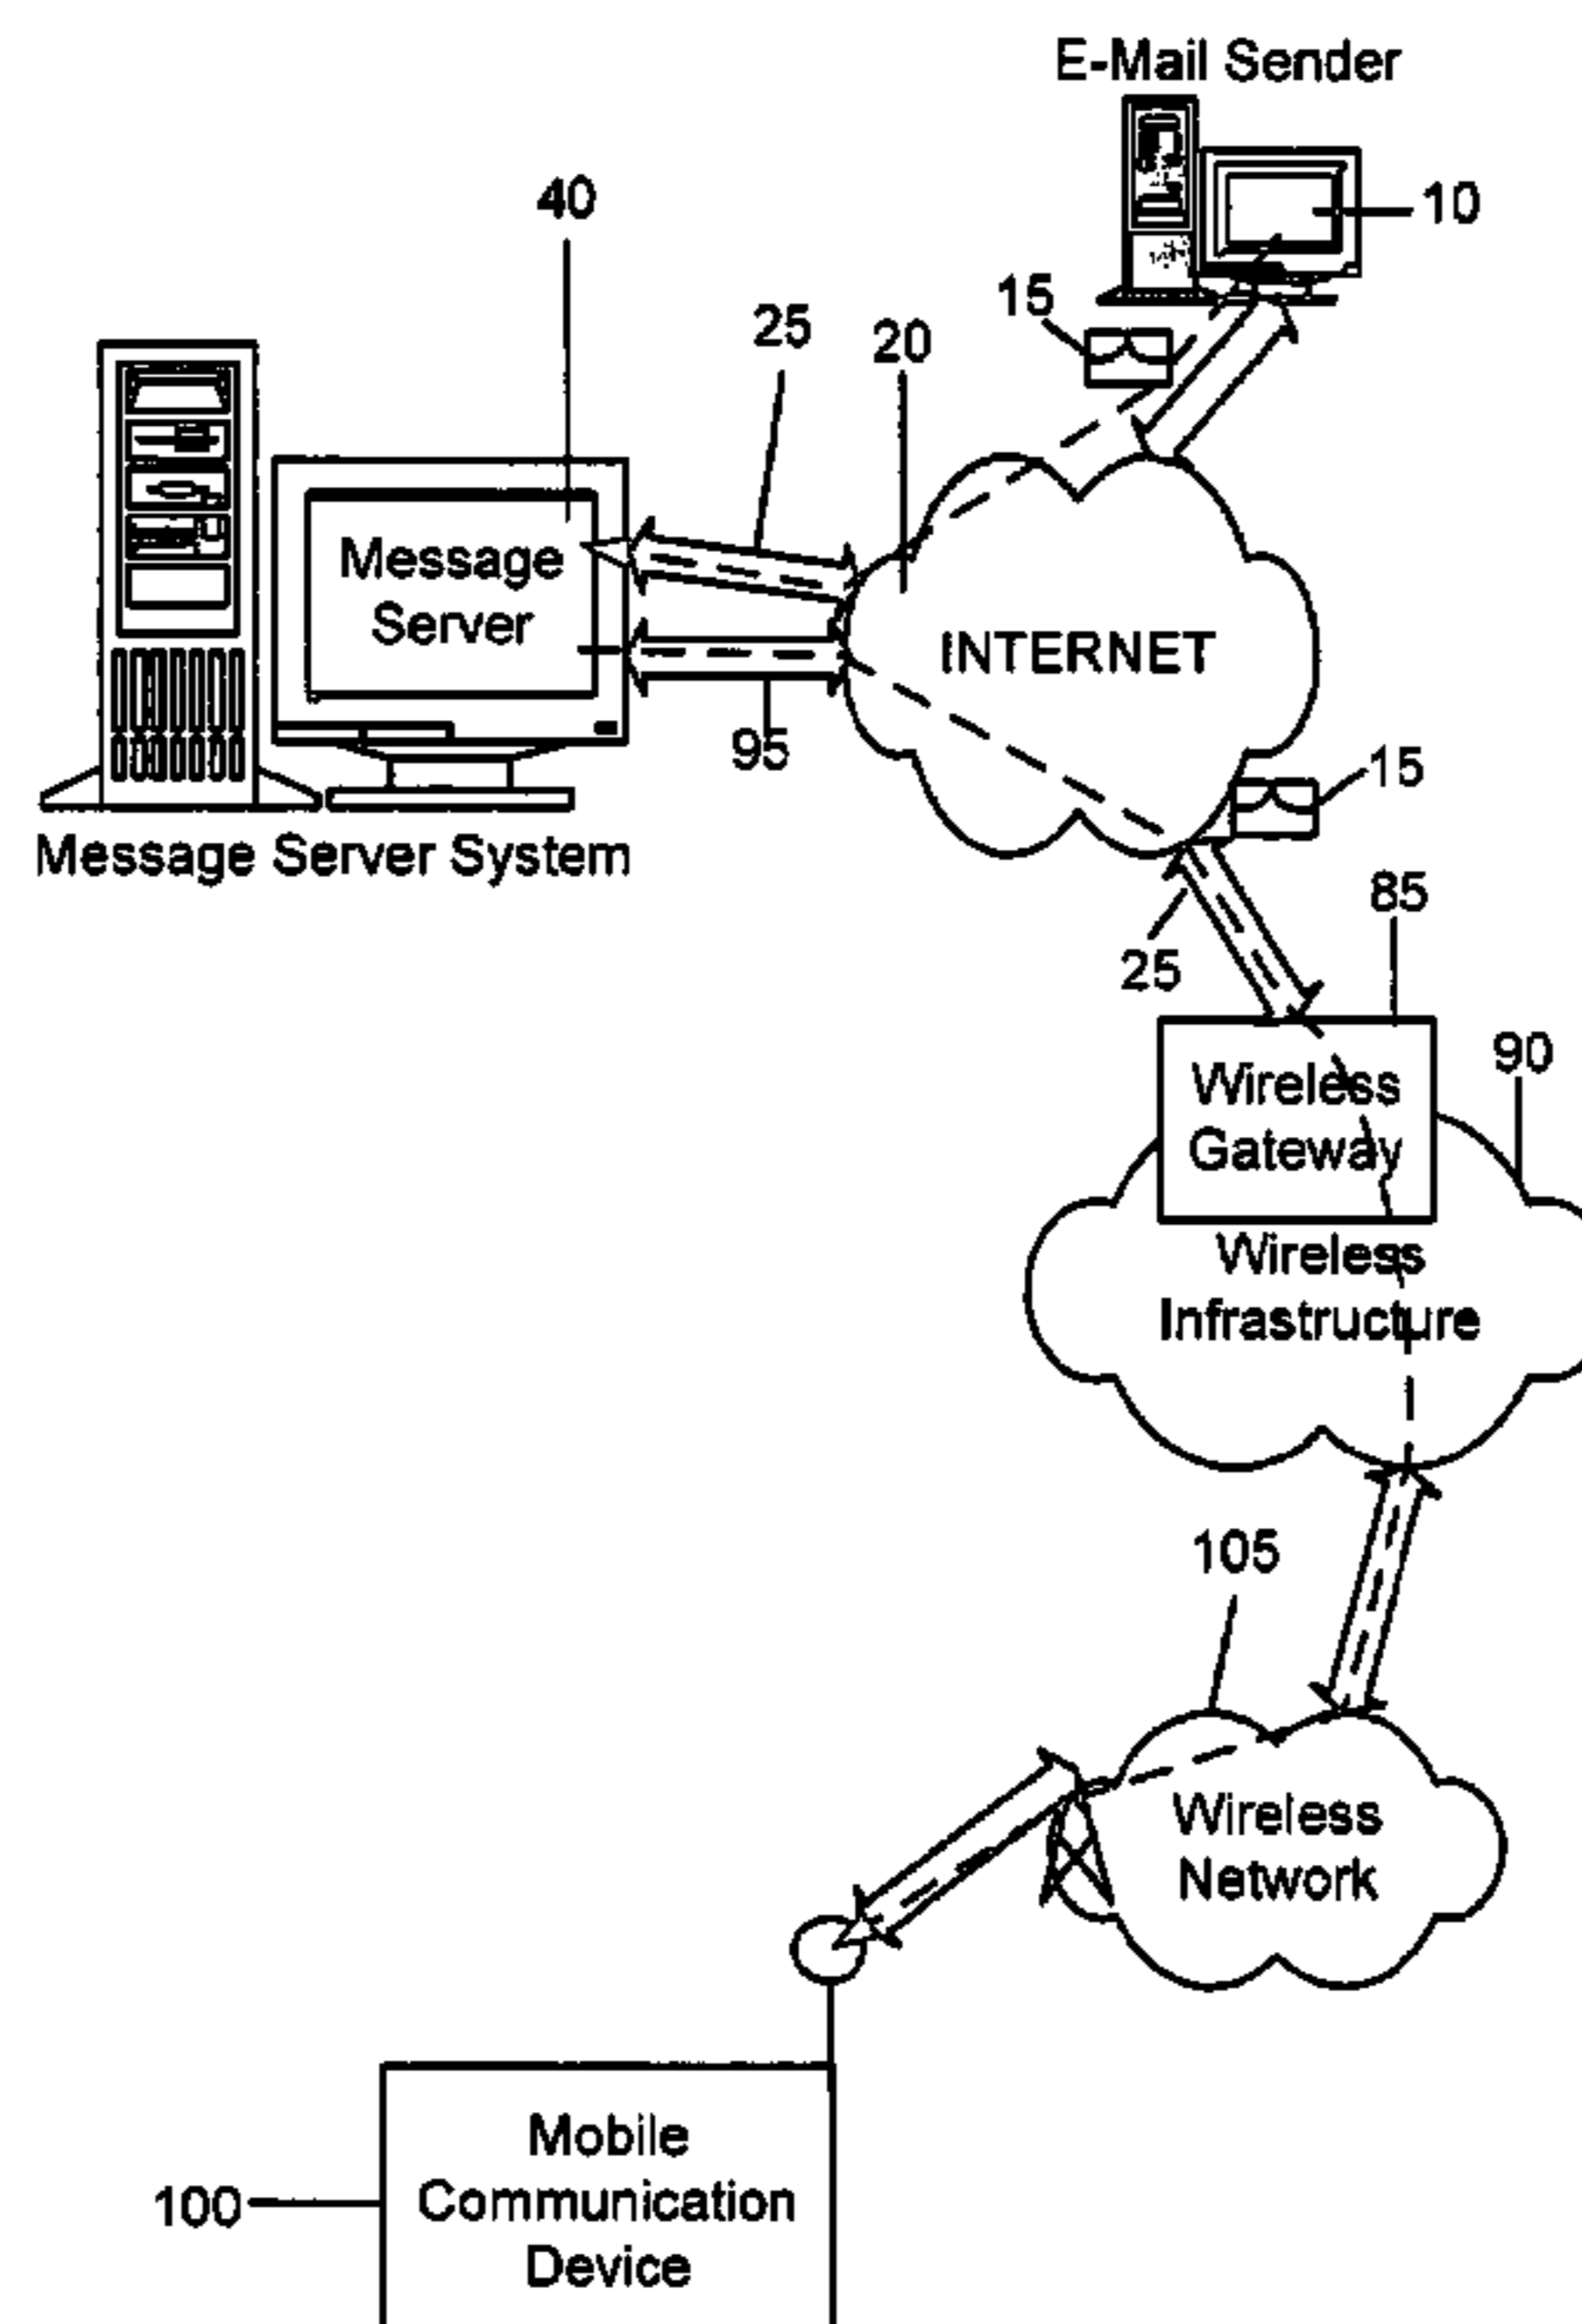 E-Mail Sender
40
10
15
25
20
Message
Server
INTERNET
95
15
Message Server System
85
25
90
Wireless
Gateway
Wireless
Infrastructure
105
Wireless
Network
Mobile
100
Communication
Device